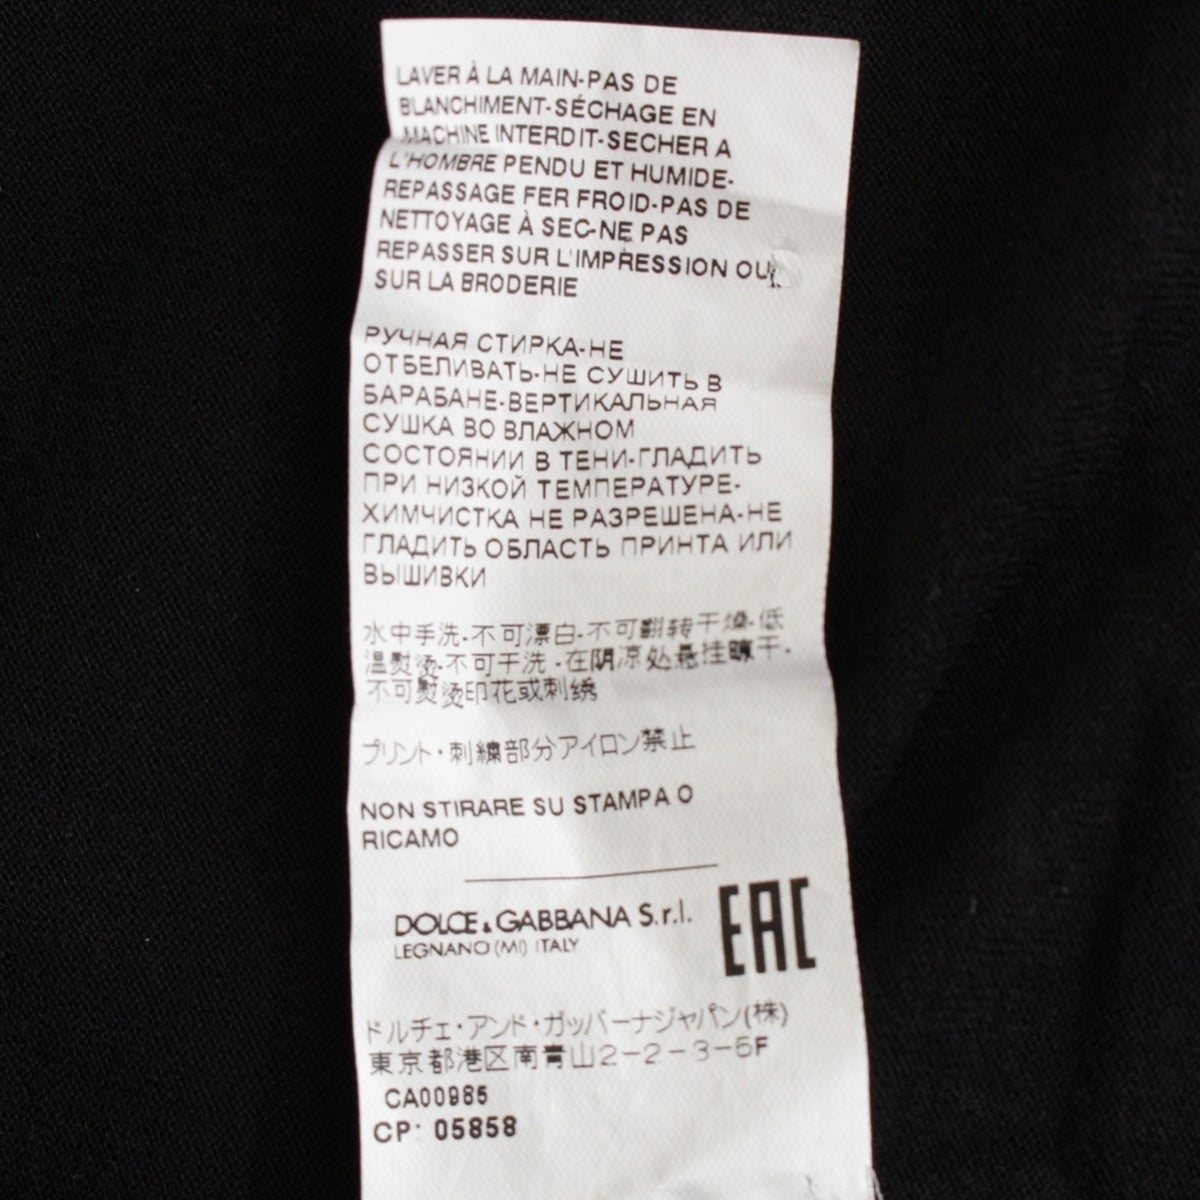 LAVER À LA MAIN-PAS DE
BLANCHIMENT-SÉCHAGE EN
MACHINE INTERDIT-SECHER A
L'HOMBRE PENDU ET HUMIDE-
REPASSAGE FER FROID-PAS DE
NETTOYAGE À SEC-NE PAS
REPASSER SUR L'IMPRESSION OU
SUR LA BRODERIE
РУЧНАЯ СТИРКА-НЕ
ОТБЕЛИВАТЬ-НЕ СУШИТЬ В
БАРАБАНЕ-ВЕРТИКАЛЬНАЯ
СУШКА ВО ВЛАЖНОМ
СОСТОЯНИИ В ТЕНИ-ГЛАДИТЬ
ПРИ НИЗКОЙ ТЕМПЕРАТУРЕ-
ХИМЧИСТКА НЕ РАЗРЕШЕНА-НЕ
ГЛАДИТЬ ОБЛАСТЬ ПРИНТА ИЛИ
ВЫШИВКИ
水中手洗-不可漂白-不可翻转干燥-低
温熨烫-不可干洗-在阴凉处悬挂晾干-
不可熨烫印花或刺绣
プリント・刺繍部分アイロン禁止
NON STIRARE SU STAMPA O
RICAMO
DOLCE & GABBANA S.r.l.
LEGNANO (MI) ITALY
EAC
ドルチェ・アンド・ガッバーナジャパン(株)
東京都港区南青山2-2-3-5F
CA00985
CP: 05858